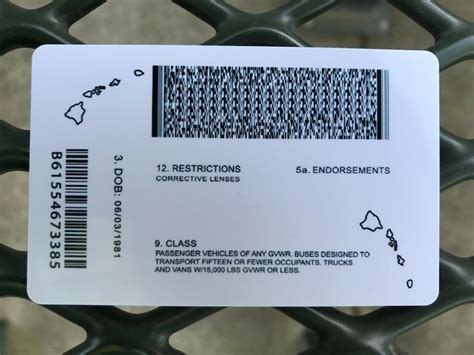 12. RESTRICTIONS
CORRECTIVE LENSES
5a. ENDORSEMENTS
3. DOB: 06/03/1981
B61554673385
9. CLASS
PASSENGER VEHICLES OF ANY GVWR. BUSES DESIGNED TO
TRANSPORT FIFTEEN OR FEWER OCCUPANTS. TRUCKS
AND VANS W/15,000 LBS GVWR OR LESS.